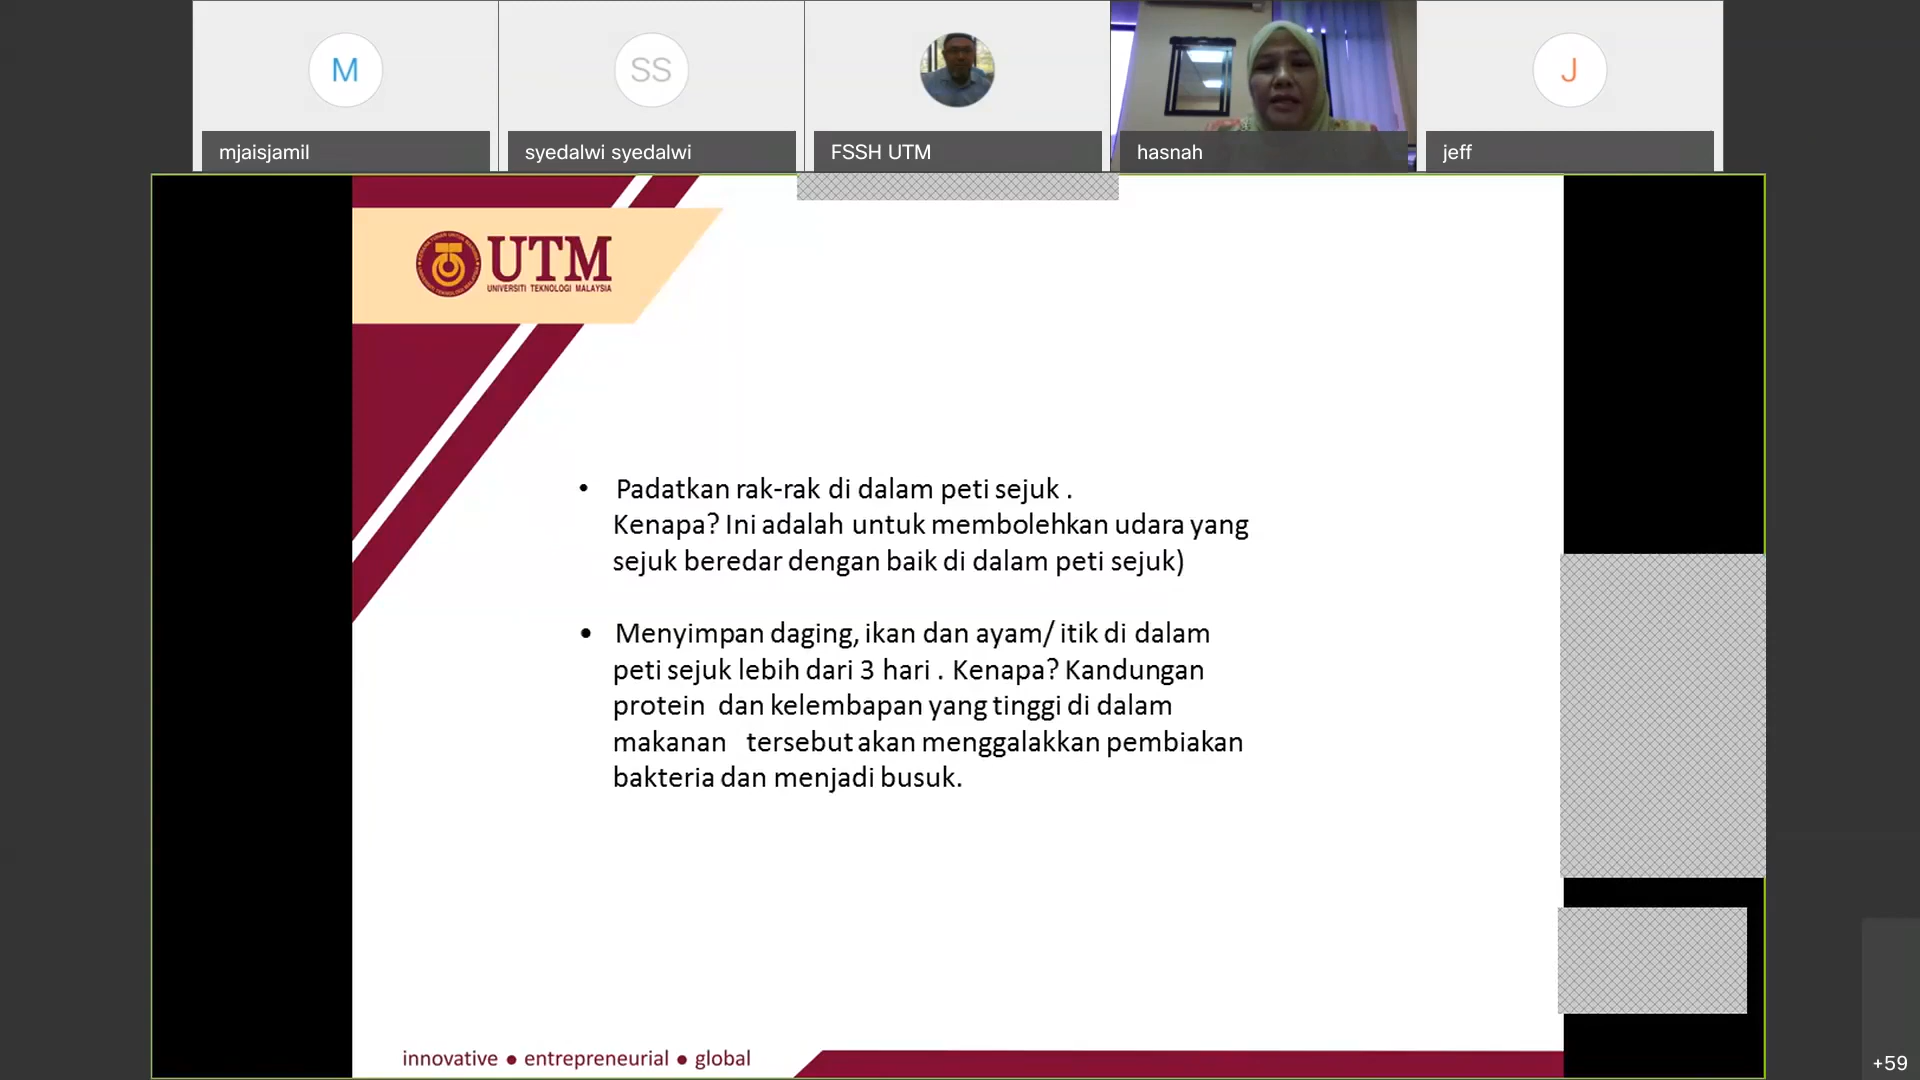 M
SS
J
mjaisjamil
syedalwi syedalwi
FSSH UTM
hasnah
jeff
UTM
UNIVERSITI TEKNOLOGI MALAYSIA
• Padatkan rak-rak di dalam peti sejuk .
Kenapa? Ini adalah untuk membolehkan udara yang
sejuk beredar dengan baik di dalam peti sejuk)
• Menyimpan daging, ikan dan ayam/ itik di dalam
peti sejuk lebih dari 3 hari . Kenapa? Kandungan
protein dan kelembapan yang tinggi di dalam
makanan tersebut akan menggalakkan pembiakan
bakteria dan menjadi busuk.
innovative ● entrepreneurial ● global
+59